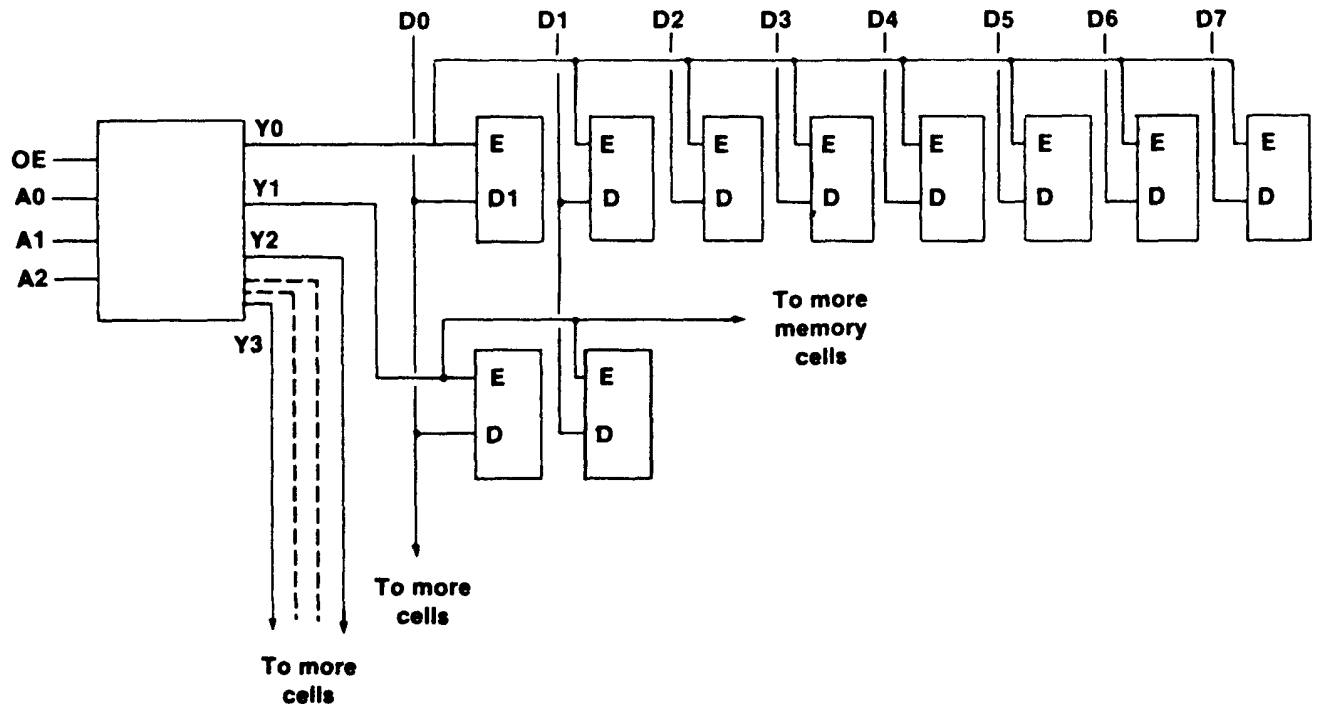 D0 D1 D2 D3 D4 D5 D6 D7
Y0
OE
E E E E E E E E
A0
Y1
D1 D D D D D D D
A1
Y2
A2
To more
memory
cells
Y3
E E
D D
To more
cells
To more
cells